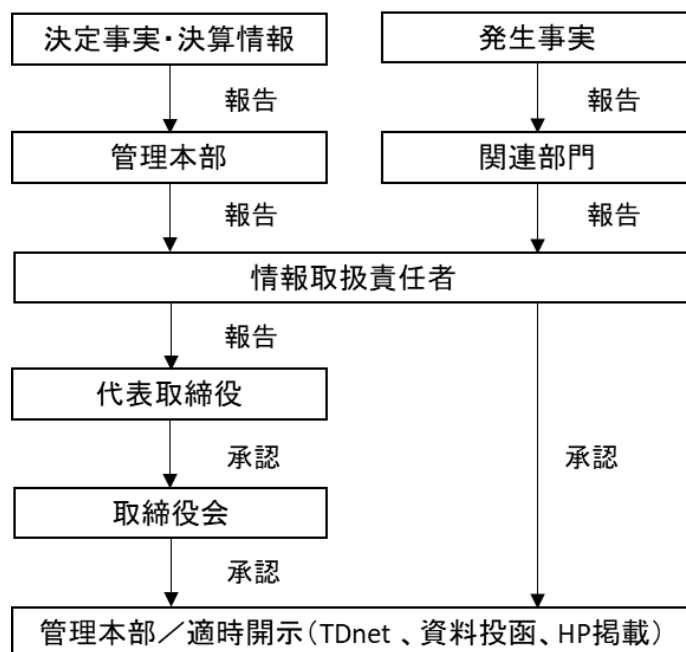 決定事実・決算情報
発生事実
報告
報告
管理本部
関連部門
報告
報告
情報取扱責任者
報告
代表取締役
承認
承認
取締役会
承認
管理本部／適時開示（TDnet 、資料投函、HP掲載）